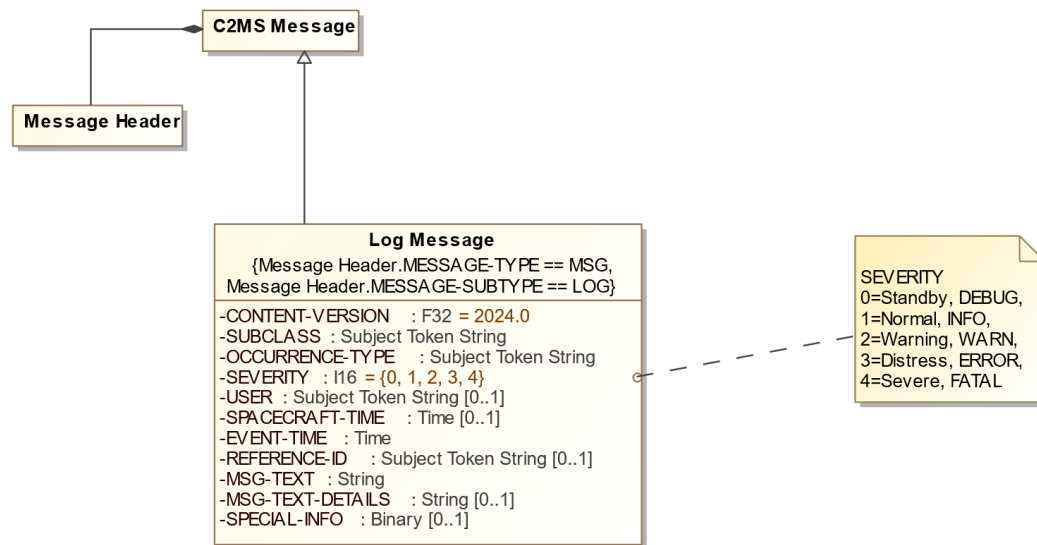 C2MS Message
Message Header
Log Message
{Message Header.MESSAGE-TYPE == MSG,
Message Header.MESSAGE-SUBTYPE == LOG}
-CONTENT-VERSION : F32 = 2024.0
-SUBCLASS : Subject Token String
-OCCURRENCE-TYPE : Subject Token String
-SEVERITY : I16 = {0, 1, 2, 3, 4}
-USER : Subject Token String [0..1]
-SPACECRAFT-TIME : Time [0..1]
-EVENT-TIME : Time
-REFERENCE-ID : Subject Token String [0..1]
-MSG-TEXT : String
-MSG-TEXT-DETAILS : String [0..1]
-SPECIAL-INFO : Binary [0..1]
SEVERITY
0=Standby, DEBUG,
1=Normal, INFO,
2=Warning, WARN,
3=Distress, ERROR,
4=Severe, FATAL